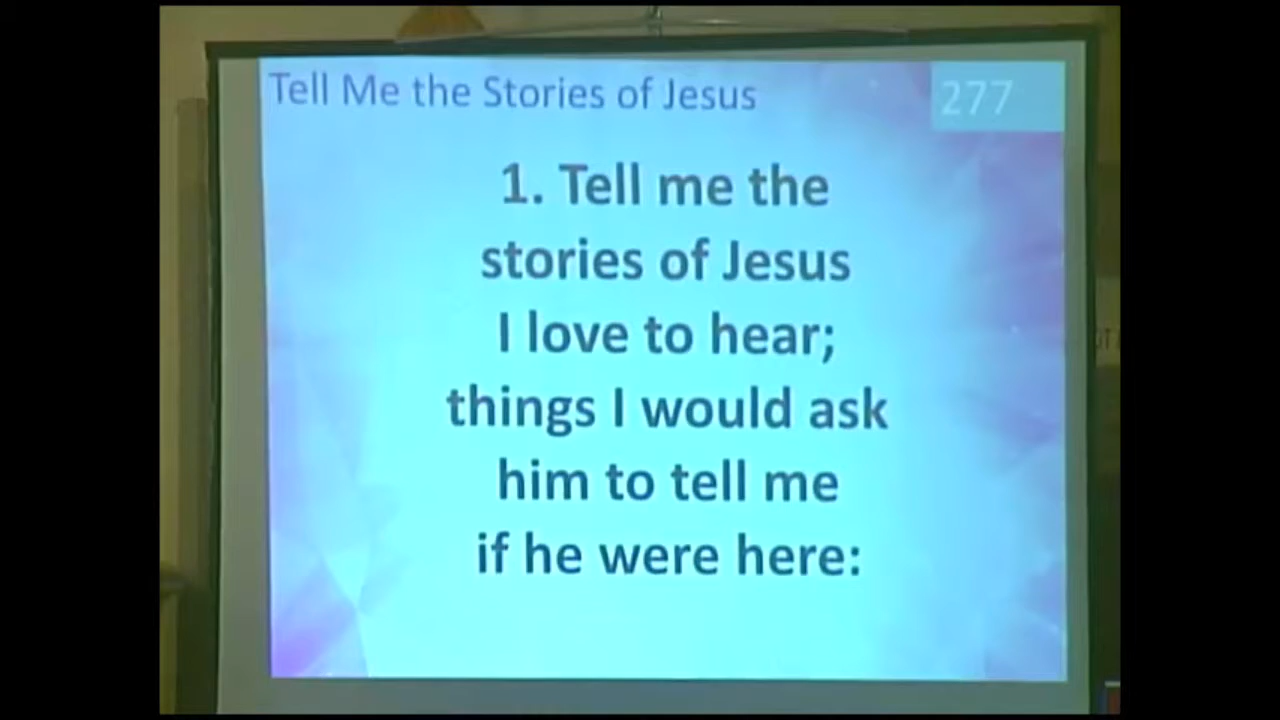 Tell Me the Stories of Jesus
277
1. Tell me the
stories of Jesus
I love to hear;
things I would ask
him to tell me
if he were here: